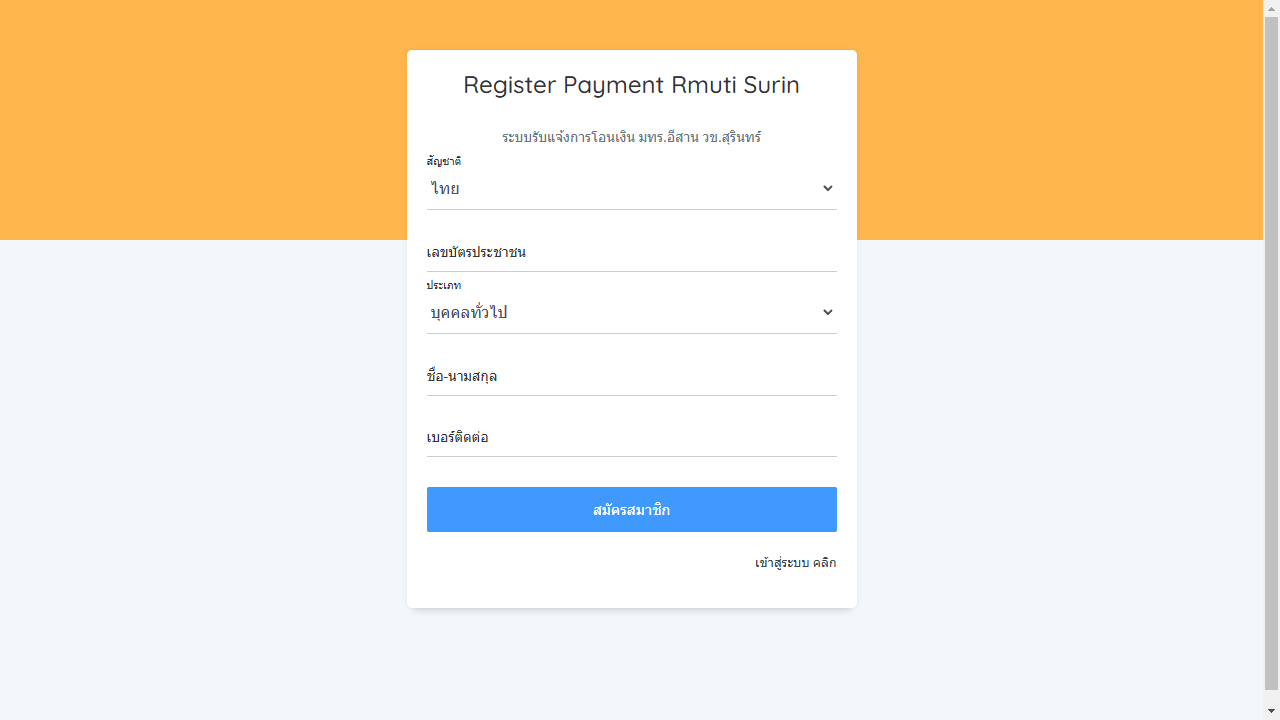 Register Payment Rmuti Surin
ระบบรับแจ้งการโอนเงิน มทร.อีสาน วข.สุรินทร์
สัญชาติ
ไทย
เลขบัตรประชาชน
ประเภท
บุคคลทั่วไป
ชื่อ-นามสกุล
เบอร์ติดต่อ
สมัครสมาชิก
เข้าสู่ระบบ คลิก